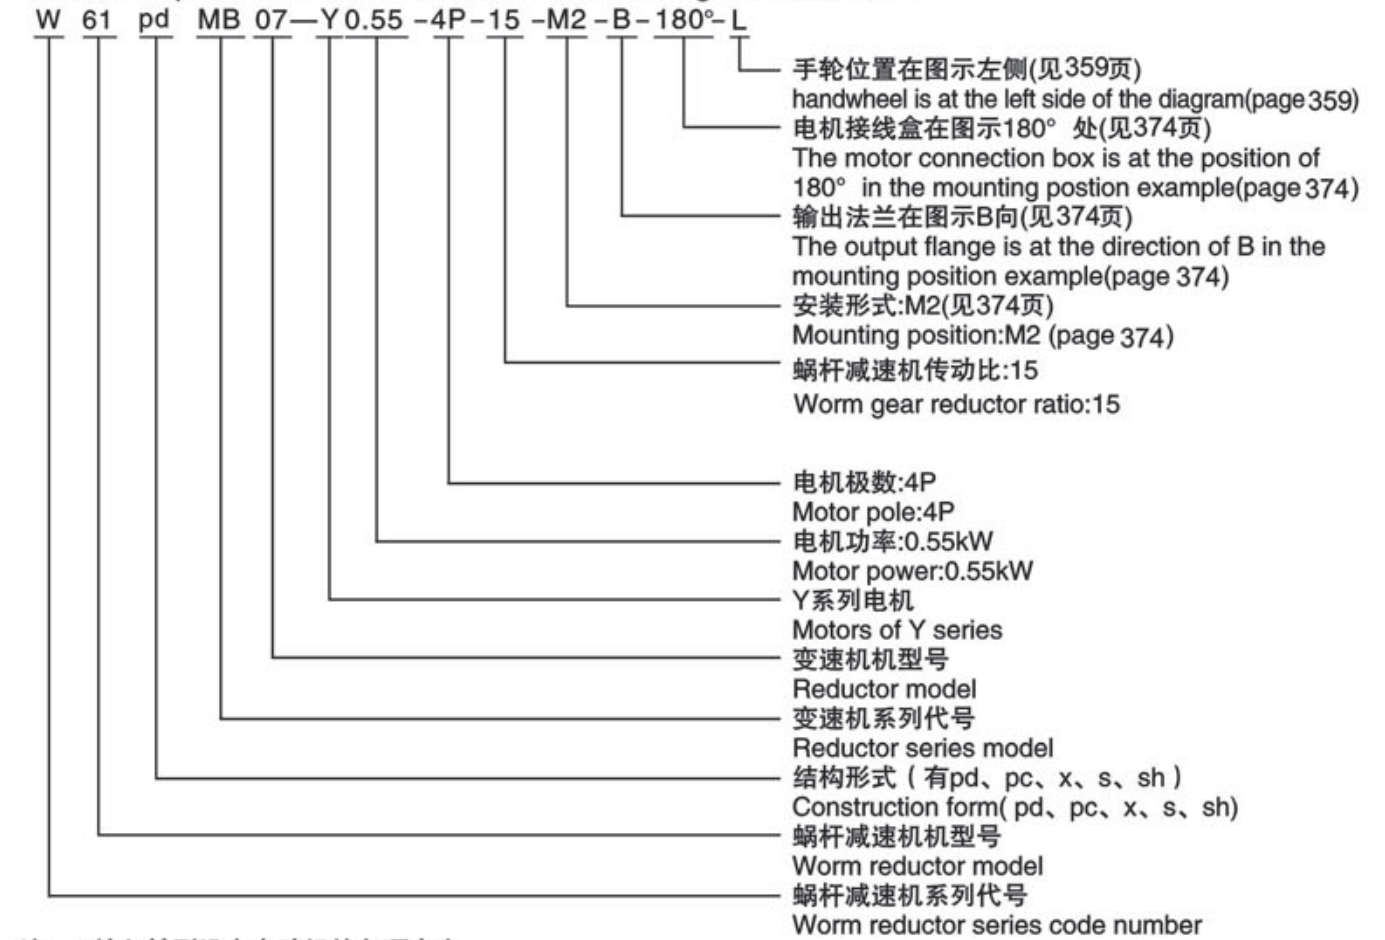 W 61 pd MB 07—Y0.55-4P-15-M2-B-180°-L
手轮位置在图示左侧(见359页)
handwheel is at the left side of the diagram(page 359)
电机接线盒在图示180° 处(见374页)
The motor connection box is at the position of
180° in the mounting postion example(page 374)
输出法兰在图示B向(见374页)
The output flange is at the direction of B in the
mounting position example(page 374)
安装形式:M2(见374页)
Mounting position:M2 (page 374)
蜗杆减速机传动比:15
Worm gear reductor ratio:15
电机极数:4P
Motor pole:4P
电机功率:0.55kW
Motor power:0.55kW
Y系列电机
Motors of Y series
变速机机型号
Reductor model
变速机系列代号
Reductor series model
结构形式（有pd、pc、x、s、sh）
Construction form( pd、pc、x、s、sh)
蜗杆减速机机型号
Worm reductor model
蜗杆减速机系列代号
Worm reductor series code number